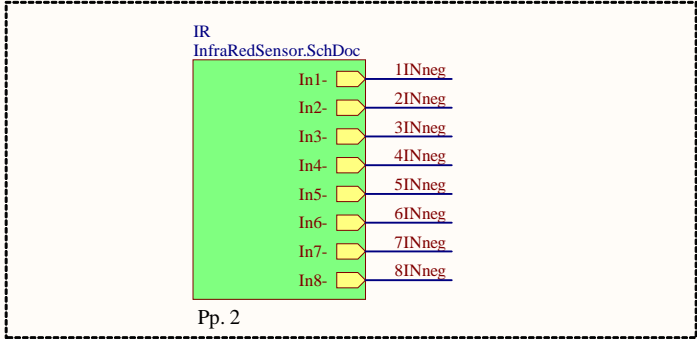 IR
InfraRedSensor.SchDoc
In1- 1INneg
In2- 2INneg
In3- 3INneg
In4- 4INneg
In5- 5INneg
In6- 6INneg
In7- 7INneg
In8- 8INneg
Pp. 2